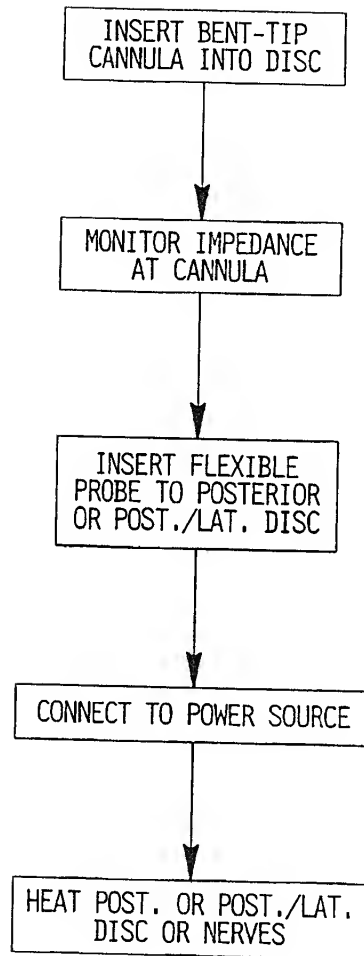 INSERT BENT-TIP
CANNULA INTO DISC
MONITOR IMPEDANCE
AT CANNULA
INSERT FLEXIBLE
PROBE TO POSTERIOR
OR POST./LAT. DISC
CONNECT TO POWER SOURCE
HEAT POST. OR POST./LAT.
DISC OR NERVES